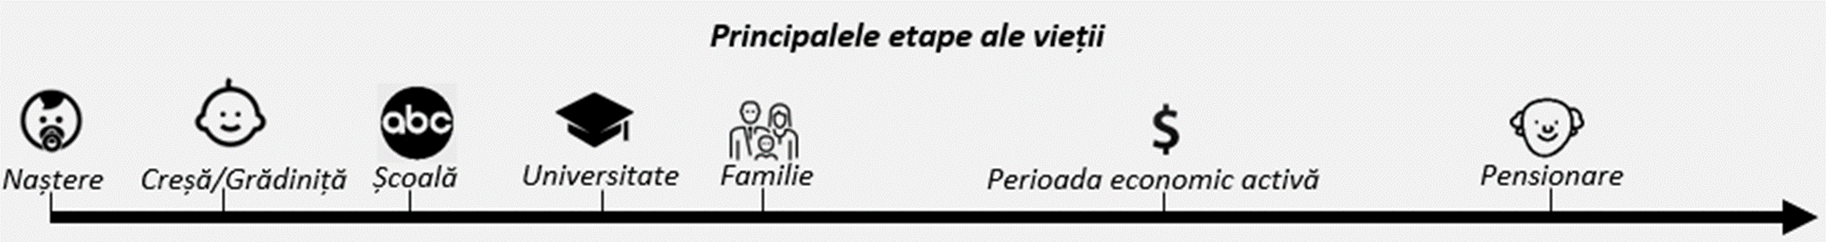 Principalele etape ale vieții
abc
$
Naștere
Creșă/Grădiniță
Școală
Universitate
Familie
Perioada economic activă
Pensionare